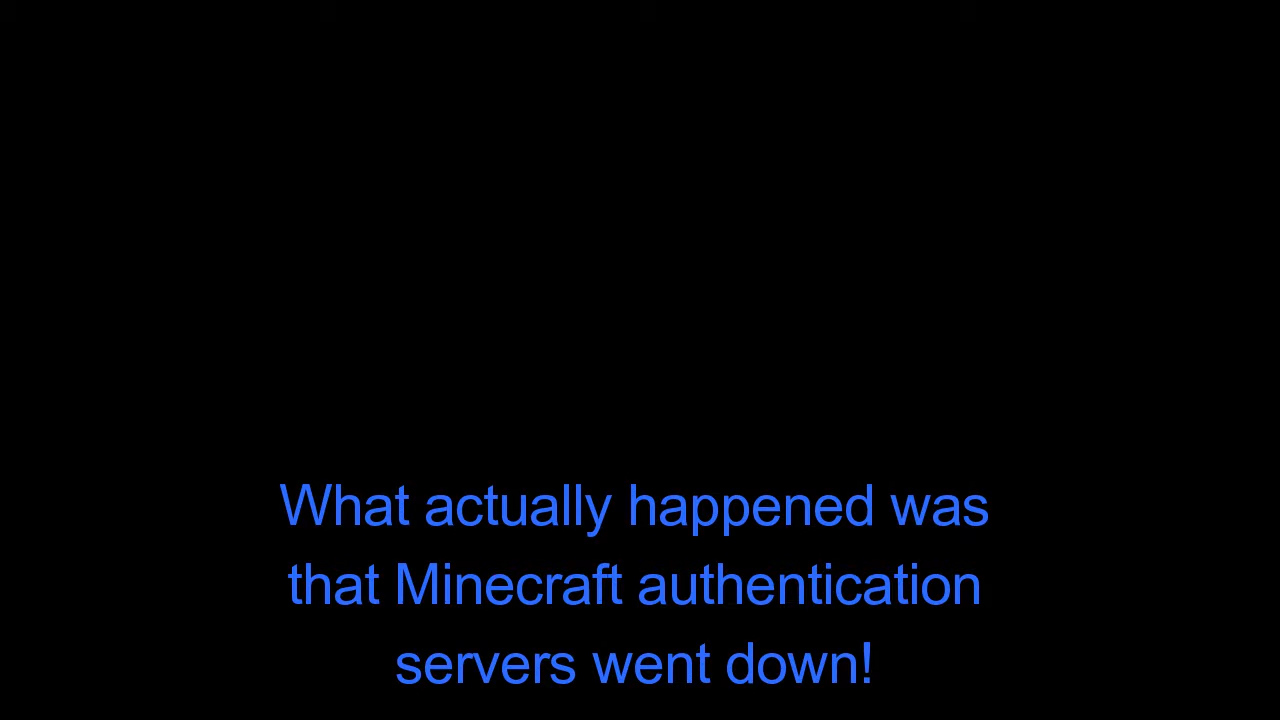 What actually happened was
that Minecraft authentication
servers went down!